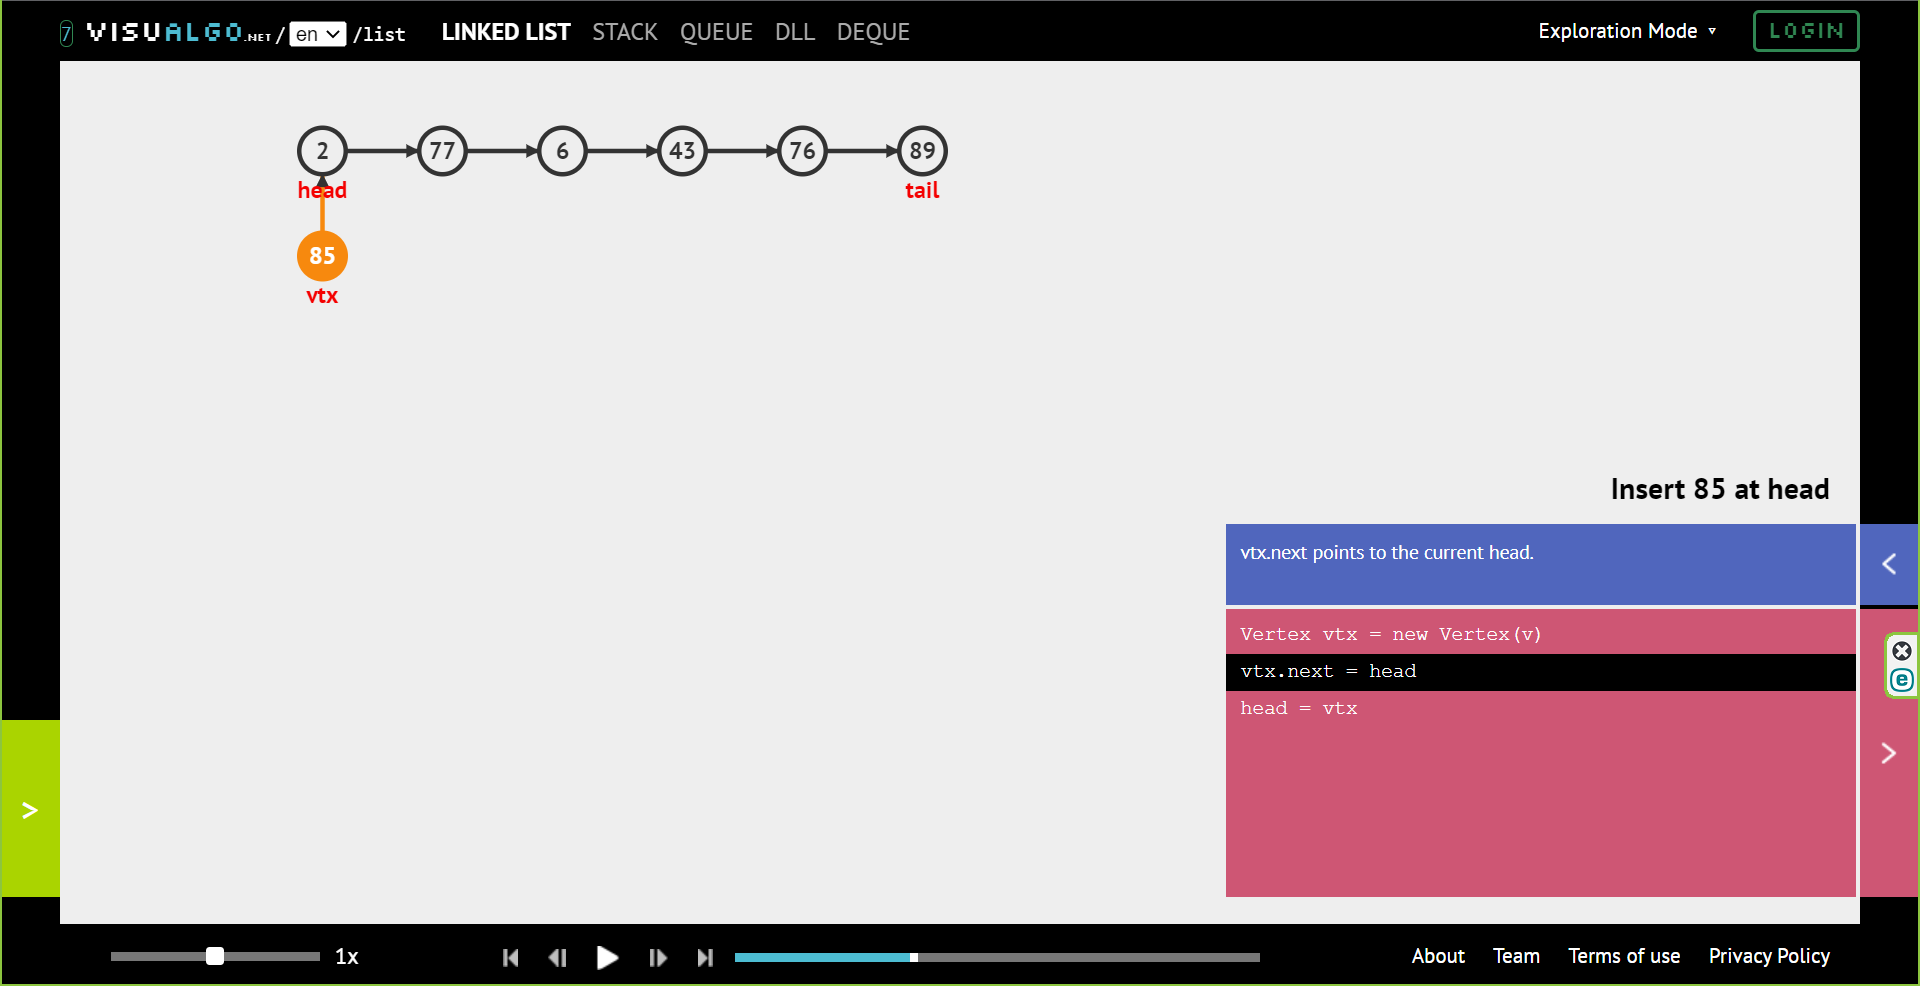 7 VISUALGO.NET/ en /list LINKED LIST STACK QUEUE DLL DEQUE Exploration Mode ▾ LOGIN
2 77 6 43 76 89
head tail
85
vtx
Insert 85 at head
vtx.next points to the current head.
<
Vertex vtx = new Vertex(v)
vtx.next = head
head = vtx
e
>
>
1x About Team Terms of use Privacy Policy